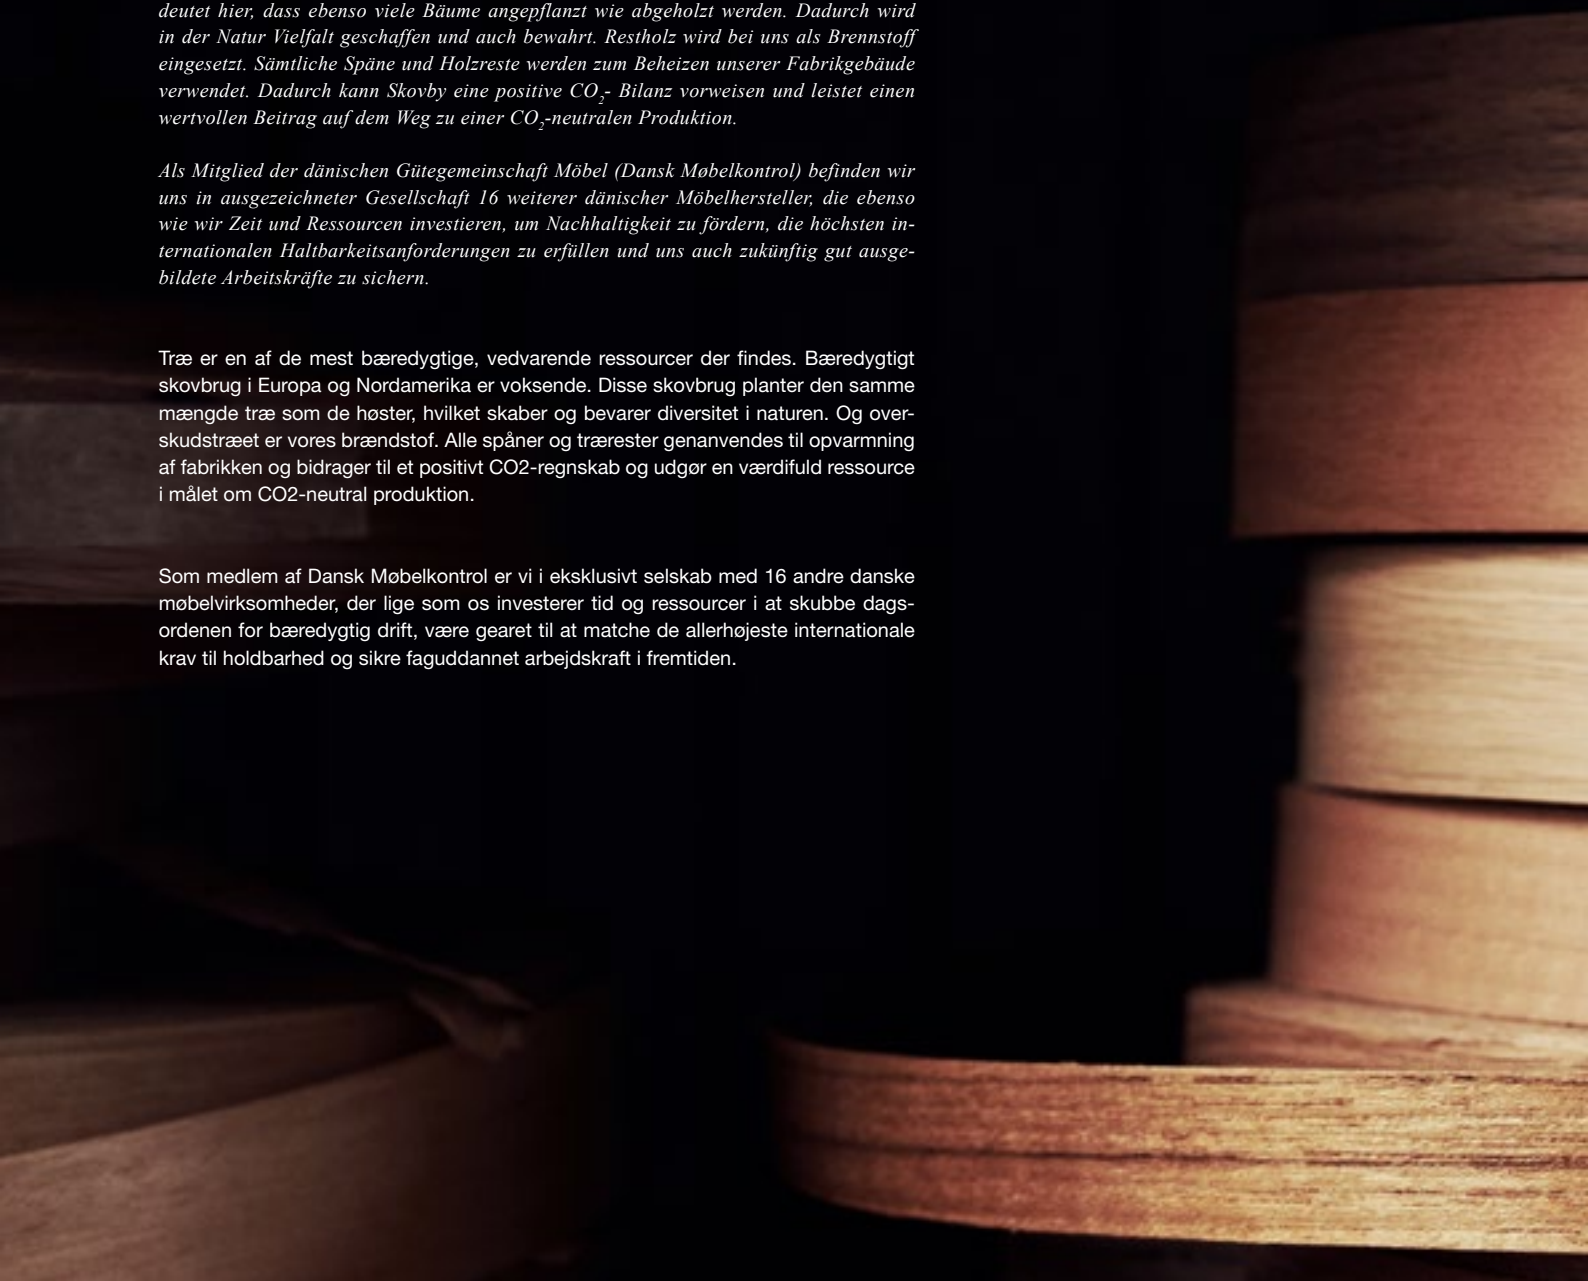 deutet hier, dass ebenso viele Bäume angepflanzt wie abgeholzt werden. Dadurch wird
in der Natur Vielfalt geschaffen und auch bewahrt. Restholz wird bei uns als Brennstoff
eingesetzt. Sämtliche Späne und Holzreste werden zum Beheizen unserer Fabrikgebäude
verwendet. Dadurch kann Skovby eine positive CO₂- Bilanz vorweisen und leistet einen
wertvollen Beitrag auf dem Weg zu einer CO₂-neutralen Produktion.
Als Mitglied der dänischen Gütegemeinschaft Möbel (Dansk Møbelkontrol) befinden wir
uns in ausgezeichneter Gesellschaft 16 weiterer dänischer Möbelhersteller, die ebenso
wie wir Zeit und Ressourcen investieren, um Nachhaltigkeit zu fördern, die höchsten in-
ternationalen Haltbarkeitsanforderungen zu erfüllen und uns auch zukünftig gut ausge-
bildete Arbeitskräfte zu sichern.
Træ er en af de mest bæredygtige, vedvarende ressourcer der findes. Bæredygtigt
skovbrug i Europa og Nordamerika er voksende. Disse skovbrug planter den samme
mængde træ som de høster, hvilket skaber og bevarer diversitet i naturen. Og over-
skudstræet er vores brændstof. Alle spåner og trærester genanvendes til opvarmning
af fabrikken og bidrager til et positivt CO2-regnskab og udgør en værdifuld ressource
i målet om CO2-neutral produktion.
Som medlem af Dansk Møbelkontrol er vi i eksklusivt selskab med 16 andre danske
møbelvirksomheder, der lige som os investerer tid og ressourcer i at skubbe dags-
ordenen for bæredygtig drift, være gearet til at matche de allerhøjeste internationale
krav til holdbarhed og sikre faguddannet arbejdskraft i fremtiden.